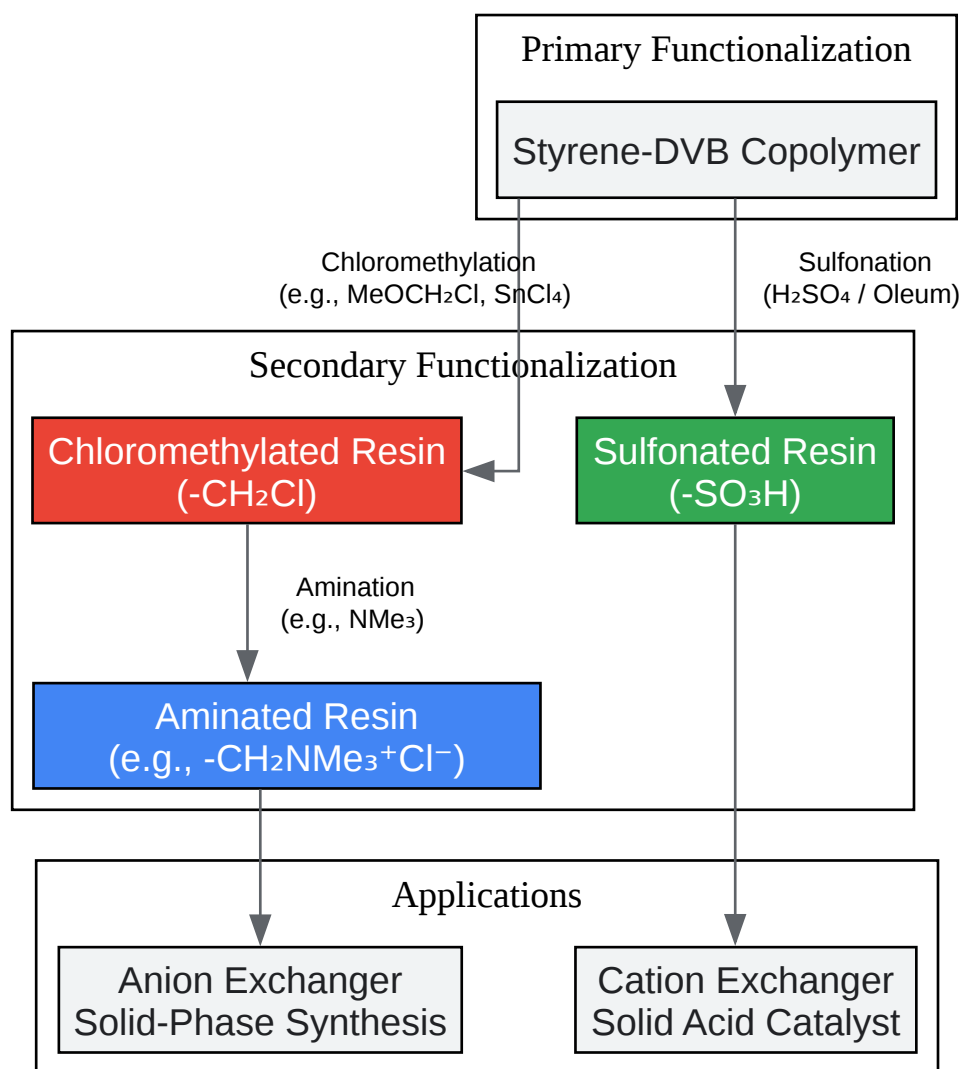 Primary Functionalization
Styrene-DVB Copolymer
Chloromethylation
(e.g., MeOCH₂Cl, SnCl₄)
Sulfonation
(H₂SO₄ / Oleum)
Secondary Functionalization
Chloromethylated Resin
(-CH₂Cl)
Sulfonated Resin
(-SO₃H)
Amination
(e.g., NMe₃)
Aminated Resin
(e.g., -CH₂NMe₃⁺Cl⁻)
Applications
Anion Exchanger
Solid-Phase Synthesis
Cation Exchanger
Solid Acid Catalyst